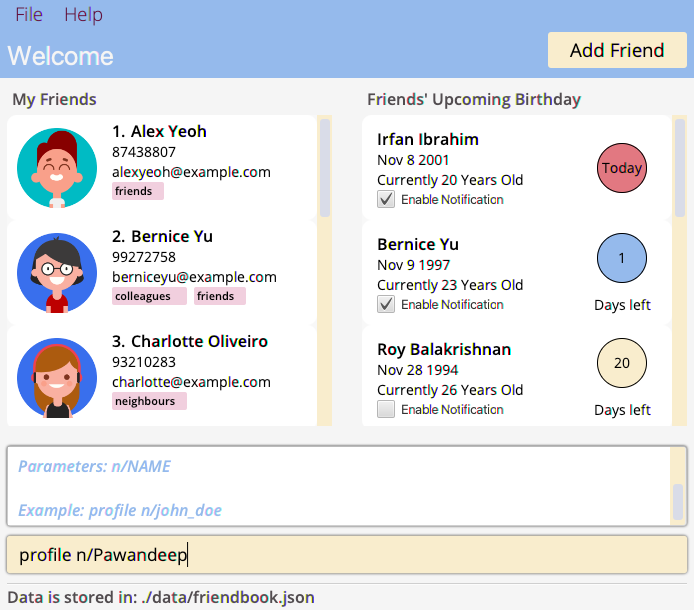 File Help
Welcome
Add Friend
My Friends
1. Alex Yeoh
87438807
alexyeoh@example.com
friends
2. Bernice Yu
99272758
berniceyu@example.com
colleagues friends
3. Charlotte Oliveiro
93210283
charlotte@example.com
neighbours
Friends' Upcoming Birthday
Irfan Ibrahim
Nov 8 2001
Currently 20 Years Old
Enable Notification
Today
Bernice Yu
Nov 9 1997
Currently 23 Years Old
Enable Notification
1
Days left
Roy Balakrishnan
Nov 28 1994
Currently 26 Years Old
Enable Notification
20
Days left
Parameters: n/NAME
Example: profile n/john_doe
profile n/Pawandeep
Data is stored in: ./data/friendbook.json